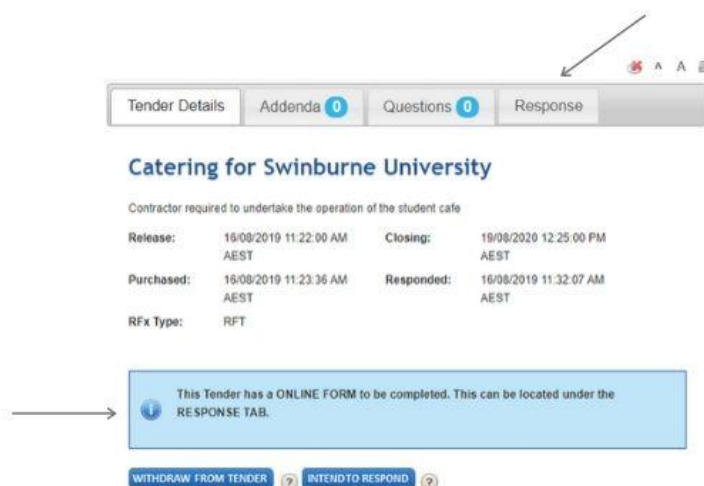 A A
Tender Details Addenda 0 Questions 0 Response
Catering for Swinburne University
Contractor required to undertake the operation of the student cafe
Release: 16/08/2019 11:22:00 AM AEST Closing: 19/08/2020 12:25:00 PM AEST
Purchased: 16/08/2019 11:23:36 AM AEST Responded: 16/08/2019 11:32:07 AM AEST
RFx Type: RFT
This Tender has a ONLINE FORM to be completed. This can be located under the
RESPONSE TAB.
WITHDRAW FROM TENDER ? INTEND TO RESPOND ?